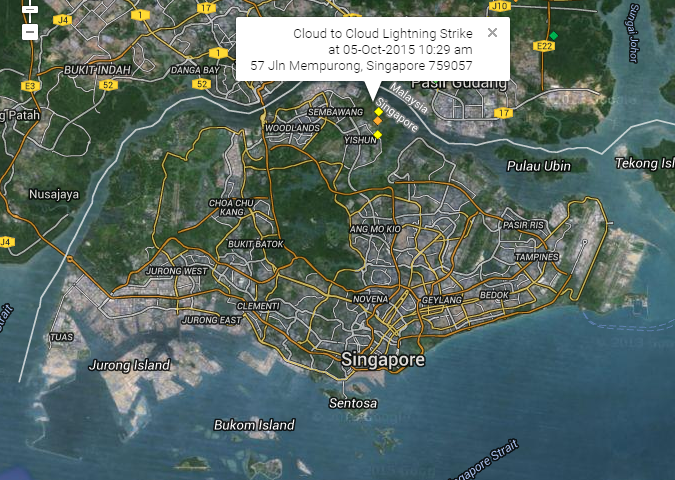 Cloud to Cloud Lightning Strike
at 05-Oct-2015 10:29 am
57 Jln Mempurong, Singapore 759057
J4
1
17
J10
E22
Sungai Johor
BUKIT INDAH
DANGA BAY
1
52
52
E3
Pasir Gudang
17
Malaysia
Singapore
g Patah
SEMBAWANG
WOODLANDS
YISHUN
Pulau Ubin
Tekong Isl
Nusajaya
J4
CHOA CHU
KANG
ANG MO KIO
PASIR RIS
BUKIT BATOK
TAMPINES
JURONG WEST
NOVENA
GEYLANG
BEDOK
CLEMENTI
JURONG EAST
Strait
TUAS
Singapore
Jurong Island
Sentosa
Bukom Island
ngapore Strait